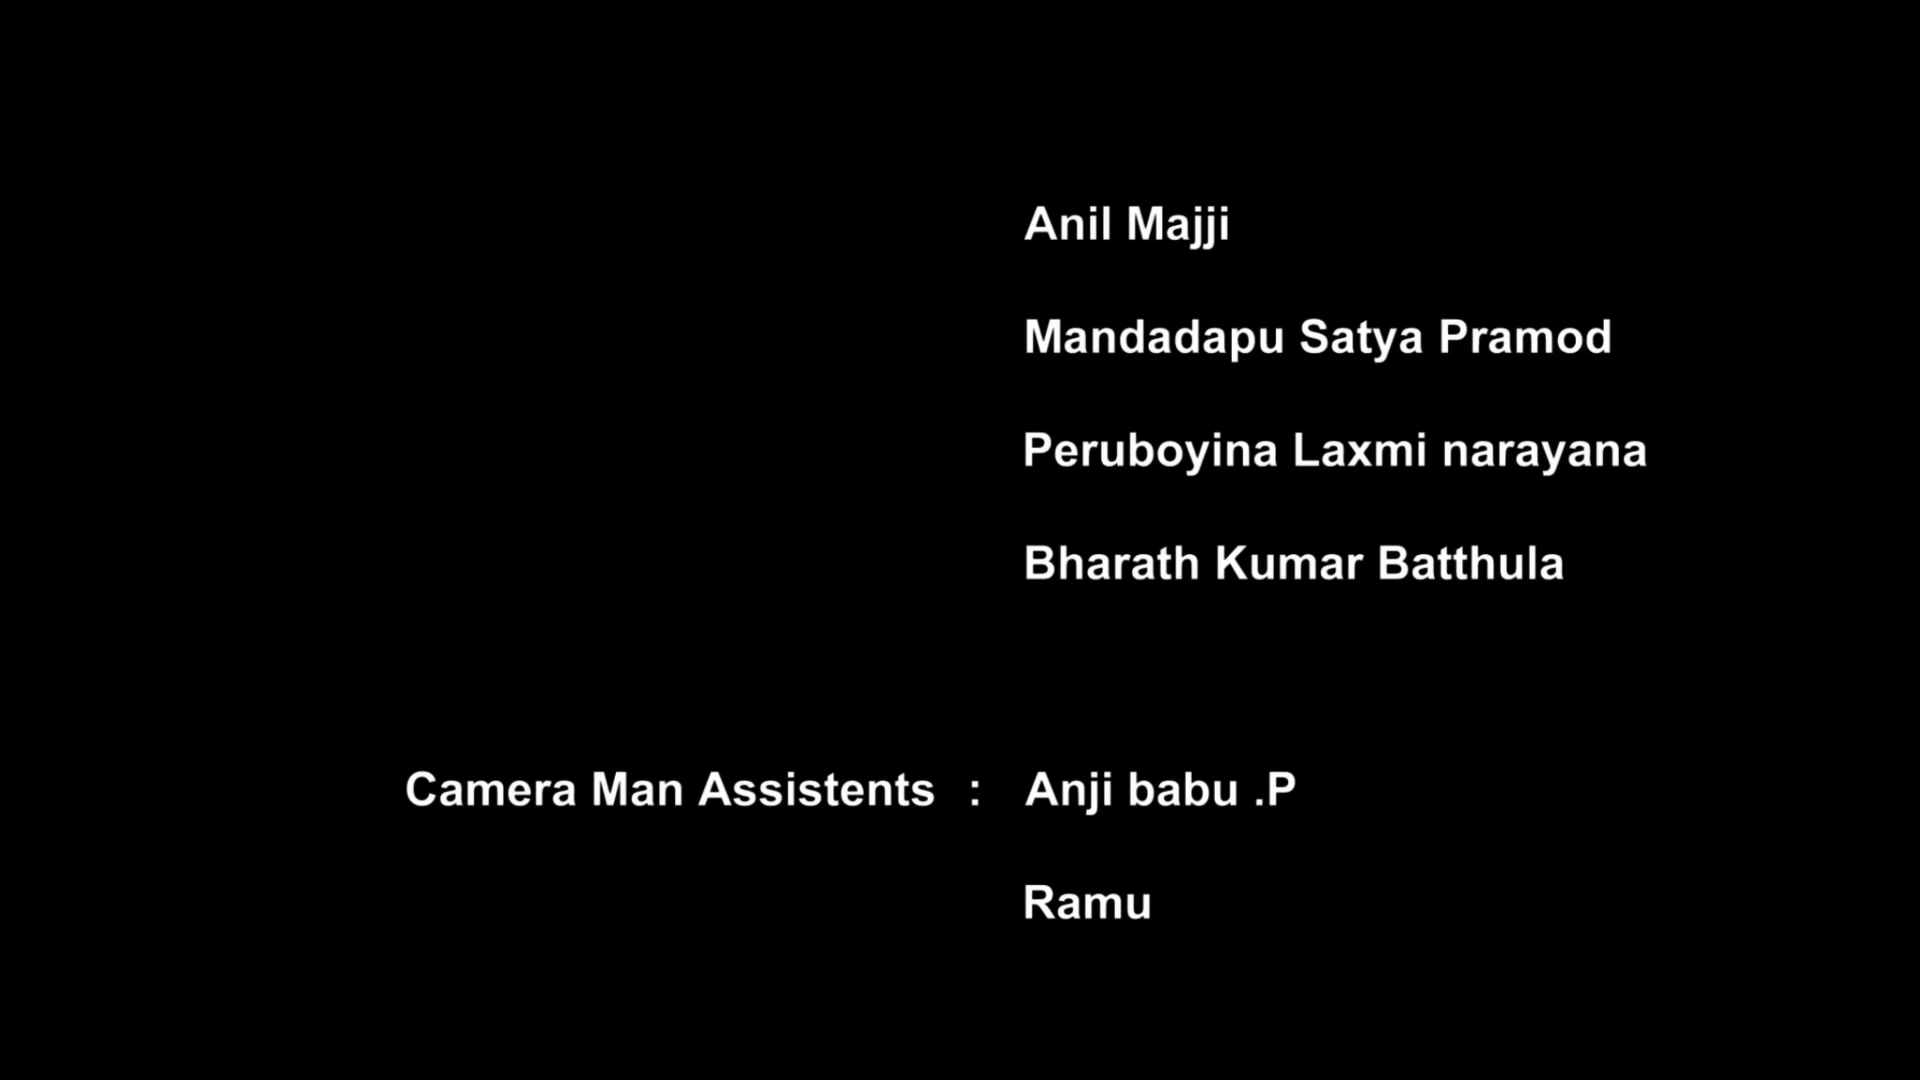 Anil Majji
Mandadapu Satya Pramod
Peruboyina Laxmi narayana
Bharath Kumar Batthula
Camera Man Assistents : Anji babu .P
Ramu